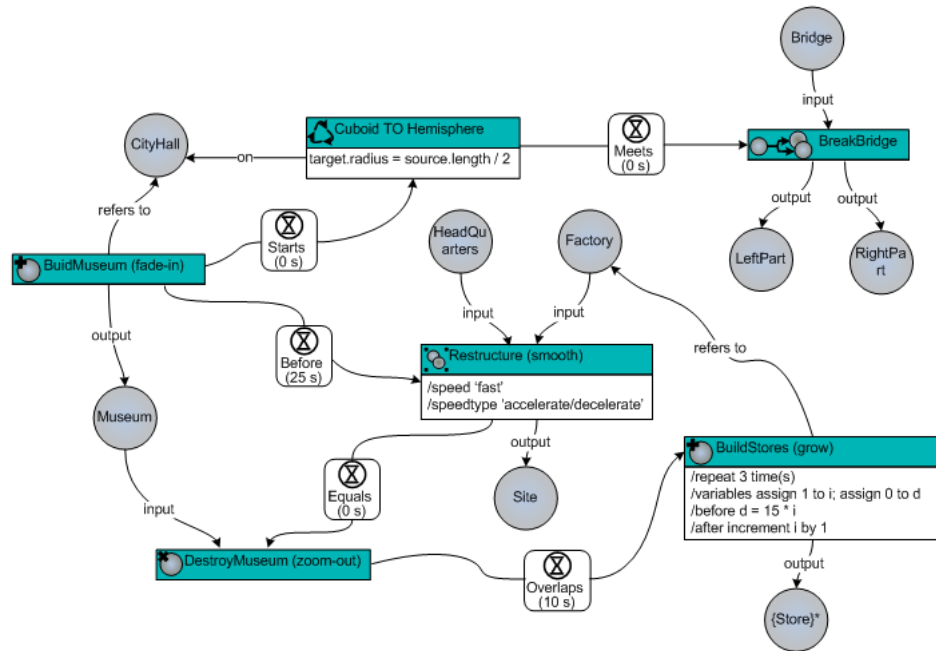 Bridge
input
BreakBridge
output
output
LeftPart
RightPa
rt
Cuboid TO Hemisphere
target.radius = source.length / 2
Meets
(0 s)
on
CityHall
refers to
Starts
(0 s)
BuidMuseum (fade-in)
output
Museum
input
Before
(25 s)
HeadQu
arters
Factory
input
input
Restructure (smooth)
/speed 'fast'
/speedtype 'accelerate/decelerate'
output
Site
Equals
(0 s)
refers to
DestroyMuseum (zoom-out)
Overlaps
(10 s)
BuildStores (grow)
/repeat 3 time(s)
/variables assign 1 to i; assign 0 to d
/before d = 15 * i
/after increment i by 1
output
{Store}*